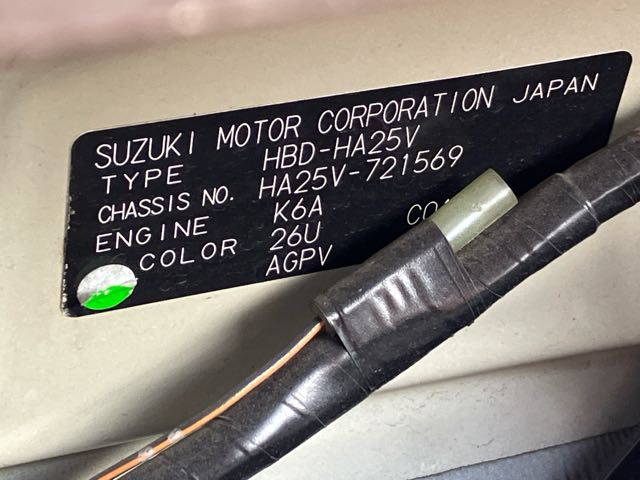 SUZUKI MOTOR CORPORATION JAPAN
TYPE HBD-HA25V
CHASSIS NO. HA25V-721569
ENGINE K6A
COLOR 26U
AGPV